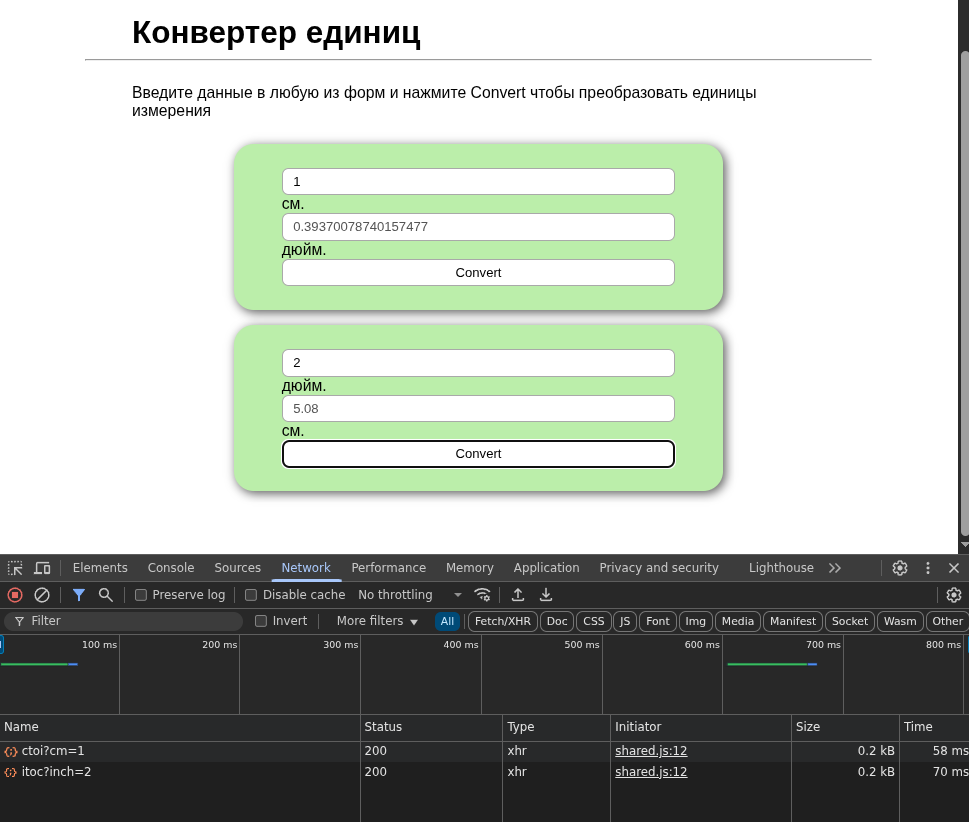 Конвертер единиц
Введите данные в любую из форм и нажмите Convert чтобы преобразовать единицы
измерения
1
см.
0.39370078740157477
дюйм.
Convert
2
дюйм.
5.08
см.
Convert
Elements Console Sources Network Performance Memory Application Privacy and security Lighthouse
Preserve log Disable cache No throttling
Filter Invert More filters All Fetch/XHR Doc CSS JS Font Img Media Manifest Socket Wasm Other
100 ms 200 ms 300 ms 400 ms 500 ms 600 ms 700 ms 800 ms
Name Status Type Initiator Size Time
ctoi?cm=1 200 xhr shared.js:12 0.2 kB 58 ms
itoc?inch=2 200 xhr shared.js:12 0.2 kB 70 ms